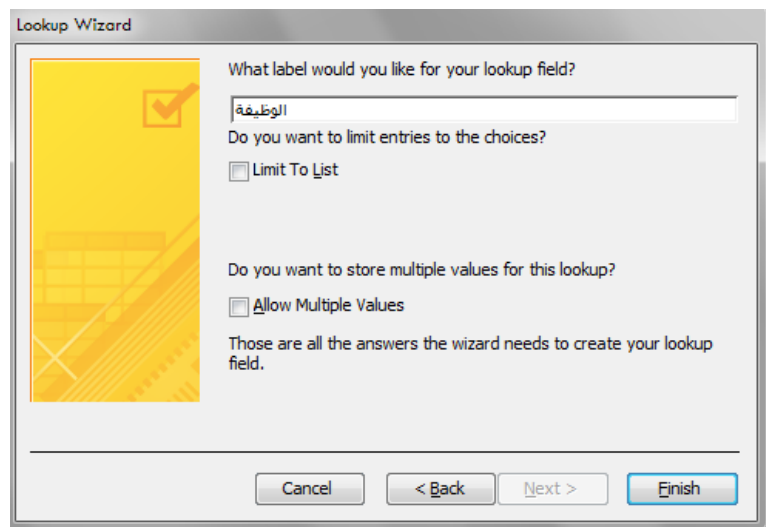 Lookup Wizard
What label would you like for your lookup field?
الوظيفة
Do you want to limit entries to the choices?
Limit To List
Do you want to store multiple values for this lookup?
Allow Multiple Values
Those are all the answers the wizard needs to create your lookup
field.
Cancel
< Back
Next >
Finish